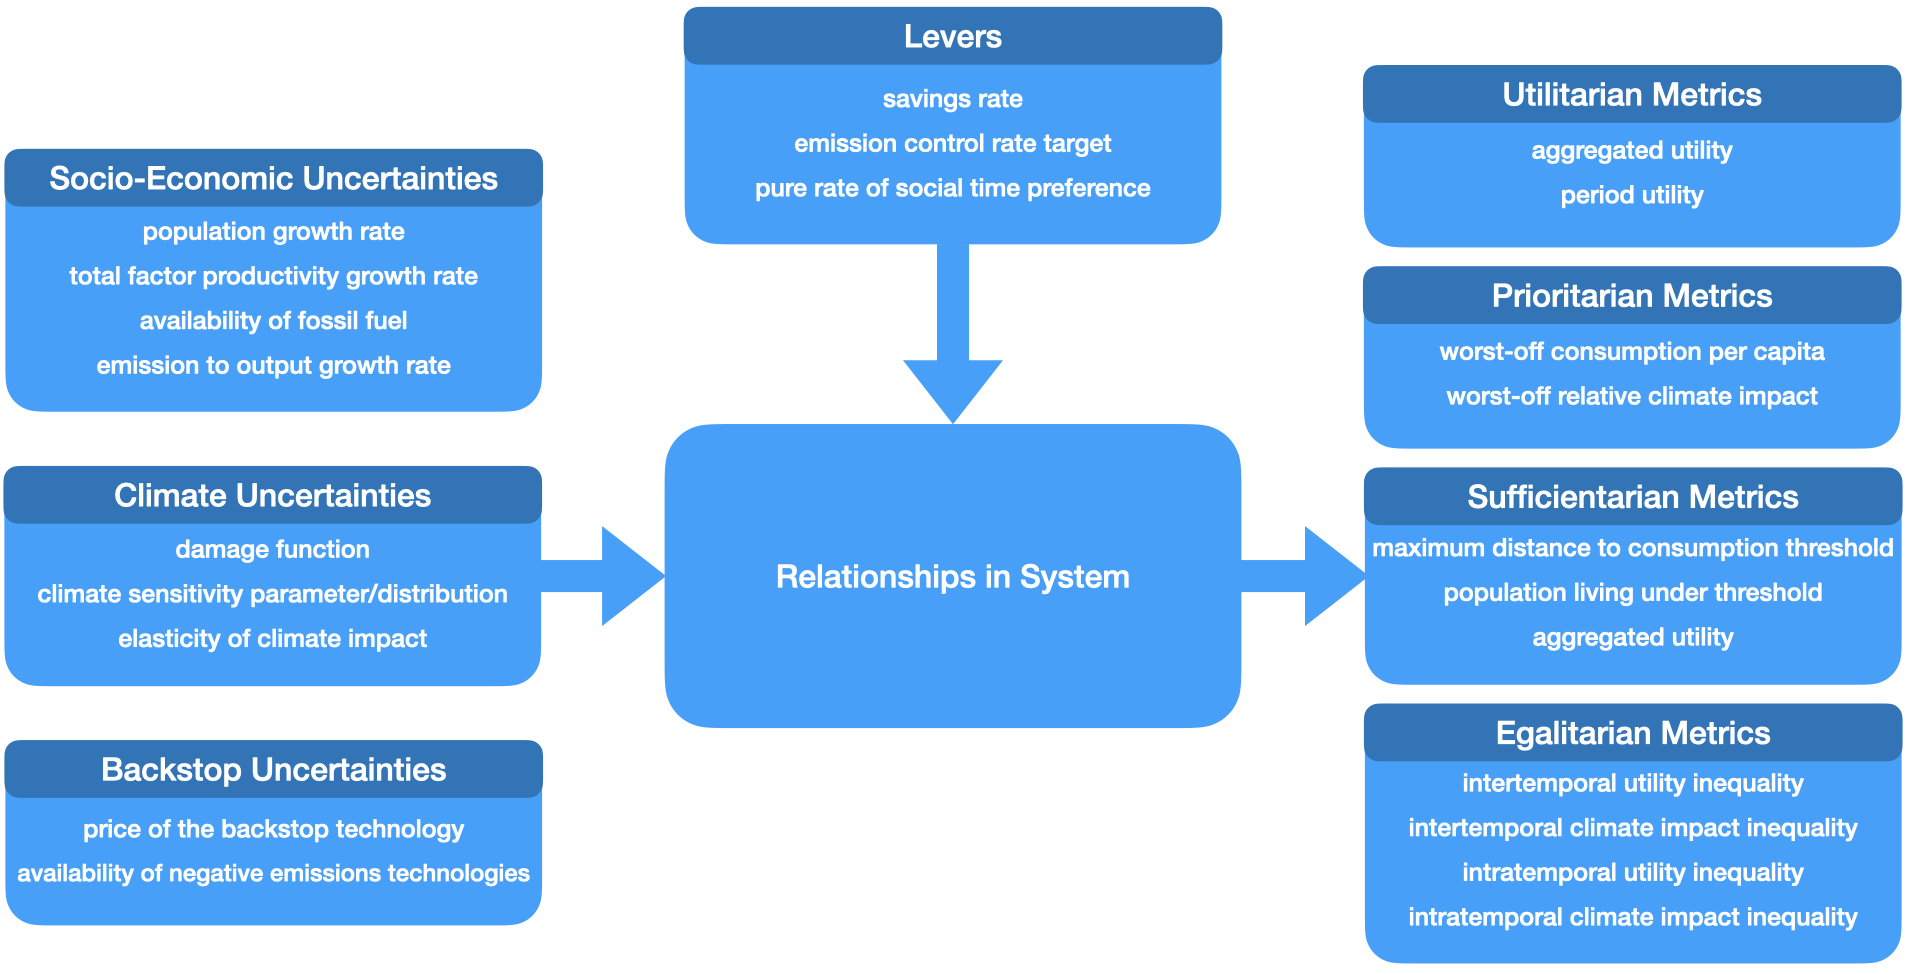 Levers
savings rate
emission control rate target
pure rate of social time preference
Socio-Economic Uncertainties
population growth rate
total factor productivity growth rate
availability of fossil fuel
emission to output growth rate
Climate Uncertainties
damage function
climate sensitivity parameter/distribution
elasticity of climate impact
Backstop Uncertainties
price of the backstop technology
availability of negative emissions technologies
Relationships in System
Utilitarian Metrics
aggregated utility
period utility
Prioritarian Metrics
worst-off consumption per capita
worst-off relative climate impact
Sufficientarian Metrics
maximum distance to consumption threshold
population living under threshold
aggregated utility
Egalitarian Metrics
intertemporal utility inequality
intertemporal climate impact inequality
intratemporal utility inequality
intratemporal climate impact inequality